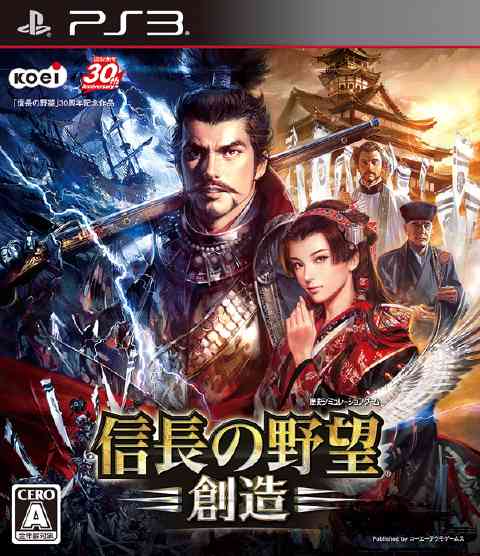 PS3
KOEI
30th
Anniversary
「信長の野望」30周年記念作品
歴史シミュレーションゲーム
信長の野望
創造
CERO
A
全年齢対象
Published by コーエーテクモゲームス